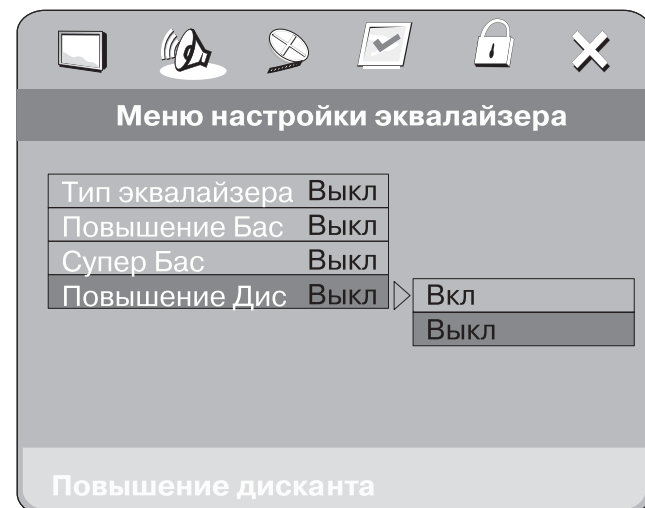 Меню настройки эквалайзера
Тип эквалайзера Выкл
Повышение Бас Выкл
Супер Бас Выкл
Повышение Дис Выкл Вкл
Выкл
Повышение дисканта